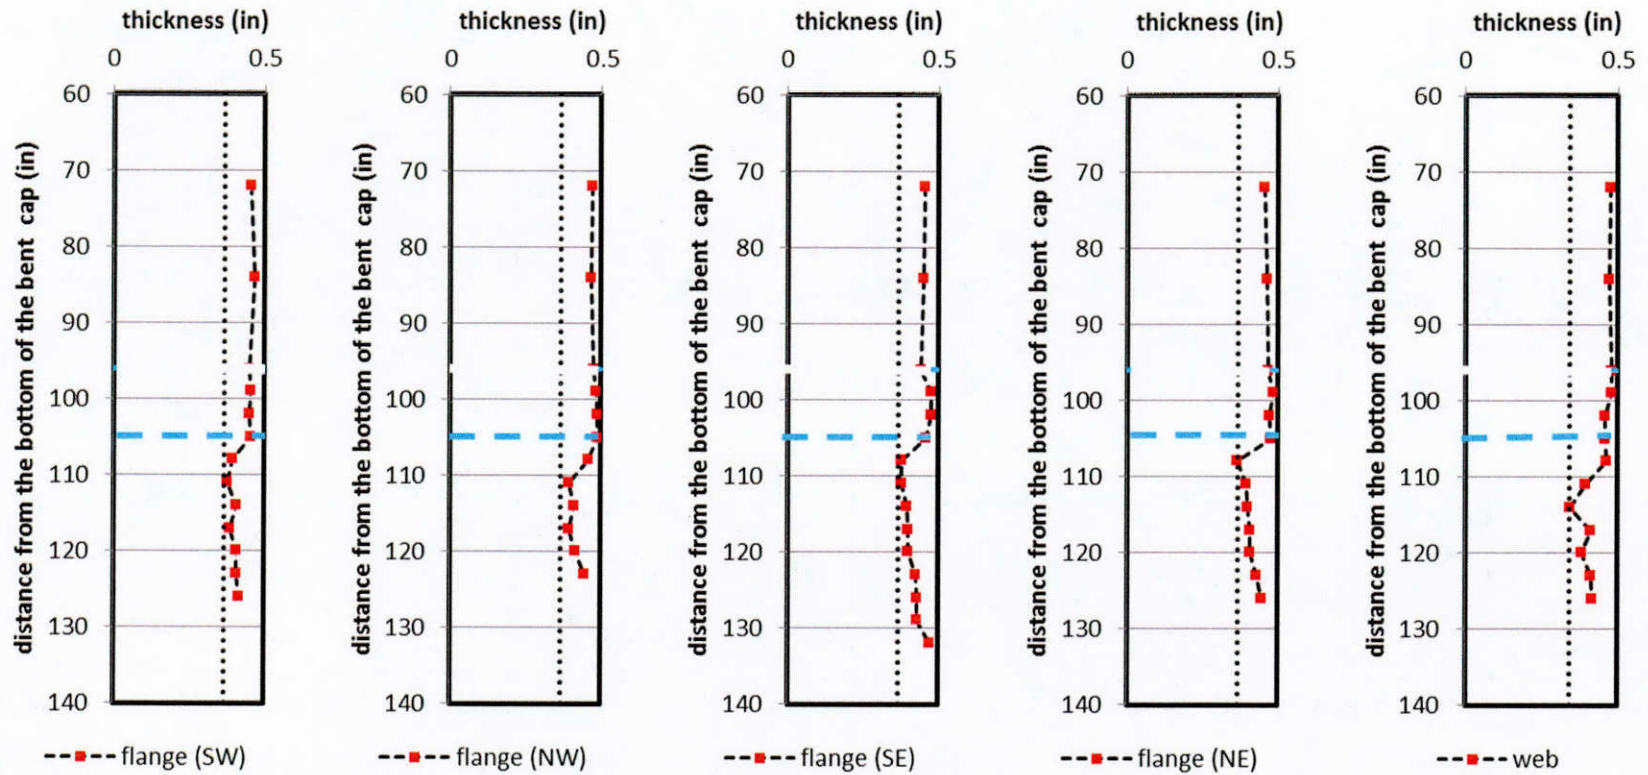 thickness (in) thickness (in) thickness (in) thickness (in) thickness (in)
0 0.5 0 0.5 0 0.5 0 0.5 0 0.5
60 60 60 60 60
70 70 70 70 70
80 80 80 80 80
90 90 90 90 90
100 100 100 100 100
110 110 110 110 110
120 120 120 120 120
130 130 130 130 130
140 140 140 140 140
distance from the bottom of the bent cap (in)
distance from the bottom of the bent cap (in)
distance from the bottom of the bent cap (in)
distance from the bottom of the bent cap (in)
distance from the bottom of the bent cap (in)
flange (SW) flange (NW) flange (SE) flange (NE) web